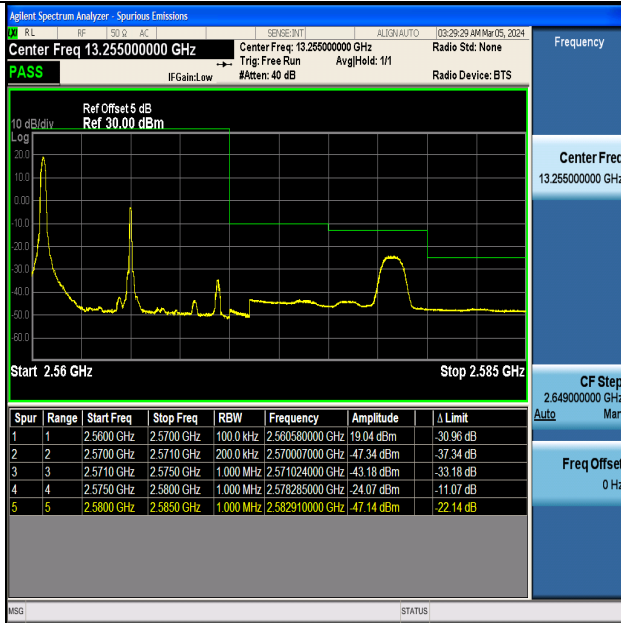 Agilent Spectrum Analyzer - Spurious Emissions
RL RF 50 Ω AC SENSE:INT ALIGN AUTO 03:29:29 AM Mar 05, 2024
Center Freq 13.255000000 GHz
Center Freq: 13.255000000 GHz
Radio Std: None
Trig: Free Run Avg|Hold: 1/1
PASS
IFGain:Low
#Atten: 40 dB
Radio Device: BTS
Frequency
Ref Offset 5 dB
10 dB/div Ref 30.00 dBm
Log
20.0
10.0
0.00
-10.0
-20.0
-30.0
-40.0
-50.0
-60.0
Start 2.56 GHz Stop 2.585 GHz
Center Freq
13.255000000 GHz
CF Step
2.649000000 GHz
Auto Man
Freq Offset
0 Hz
Spur Range Start Freq Stop Freq RBW Frequency Amplitude Δ Limit
1 1 2.5600 GHz 2.5700 GHz 100.0 kHz 2.560580000 GHz 19.04 dBm -30.96 dB
2 2 2.5700 GHz 2.5710 GHz 200.0 kHz 2.570007000 GHz -47.34 dBm -37.34 dB
3 3 2.5710 GHz 2.5750 GHz 1.000 MHz 2.571024000 GHz -43.18 dBm -33.18 dB
4 4 2.5750 GHz 2.5800 GHz 1.000 MHz 2.578285000 GHz -24.07 dBm -11.07 dB
5 5 2.5800 GHz 2.5850 GHz 1.000 MHz 2.582910000 GHz -47.14 dBm -22.14 dB
MSG STATUS